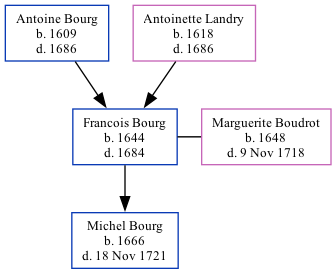 Antoine Bourg
b. 1609
d. 1686
Antoinette Landry
b. 1618
d. 1686
Francois Bourg
b. 1644
d. 1684
Marguerite Boudrot
b. 1648
d. 9 Nov 1718
Michel Bourg
b. 1666
d. 18 Nov 1721